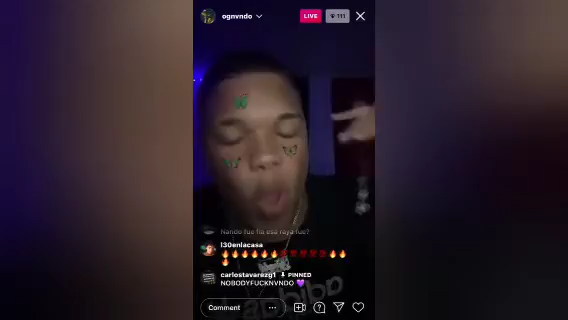 ognvndo
LIVE
111
Nando fue fia esa raya fue?
l30enlacasa
carlostavarezg1 PINNED
NOBODYFUCKNVNDO 💜
Comment